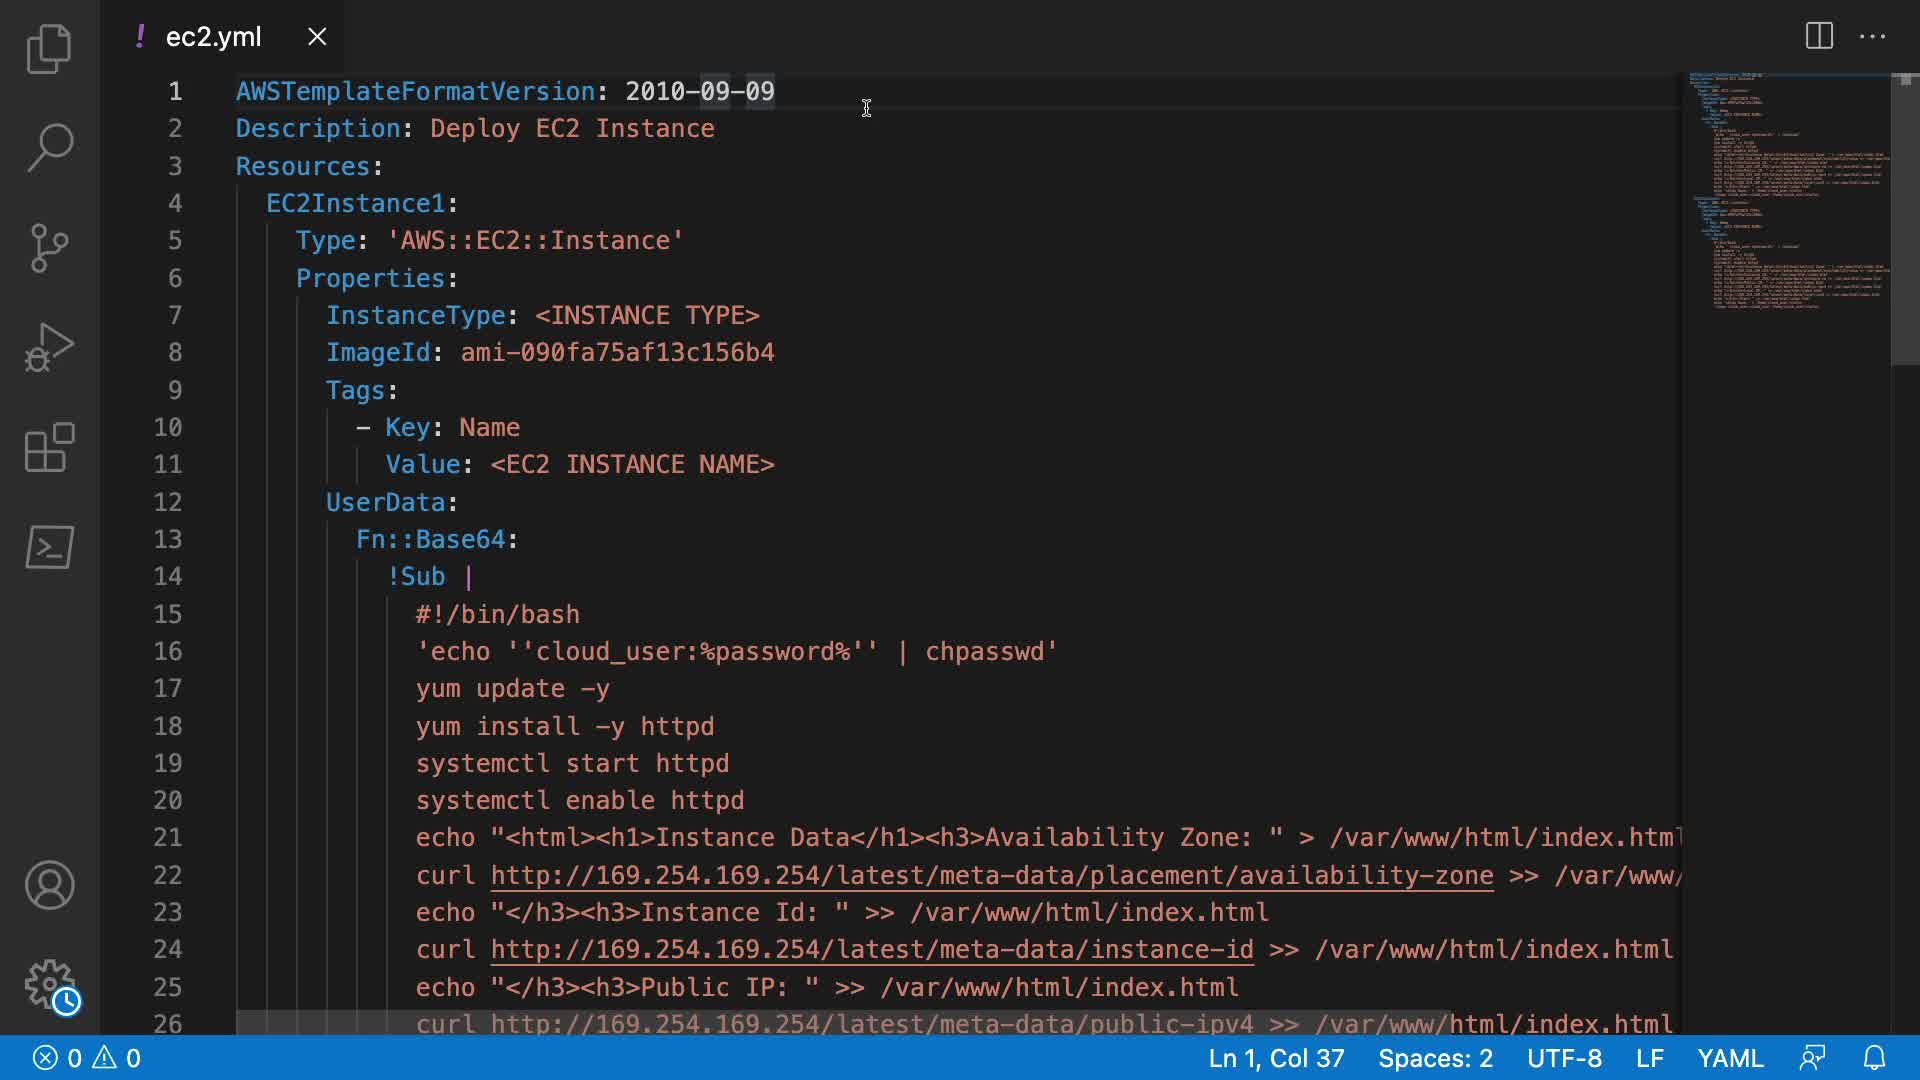 ! ec2.yml
1 AWSTemplateFormatVersion: 2010-09-09
2 Description: Deploy EC2 Instance
3 Resources:
4 EC2Instance1:
5 Type: 'AWS::EC2::Instance'
6 Properties:
7 InstanceType: <INSTANCE TYPE>
8 ImageId: ami-090fa75af13c156b4
9 Tags:
10 - Key: Name
11 Value: <EC2 INSTANCE NAME>
12 UserData:
13 Fn::Base64:
14 !Sub |
15 #!/bin/bash
16 'echo ''cloud_user:%password%'' | chpasswd'
17 yum update -y
18 yum install -y httpd
19 systemctl start httpd
20 systemctl enable httpd
21 echo "<html><h1>Instance Data</h1><h3>Availability Zone: " > /var/www/html/index.html
22 curl http://169.254.169.254/latest/meta-data/placement/availability-zone >> /var/www/
23 echo "</h3><h3>Instance Id: " >> /var/www/html/index.html
24 curl http://169.254.169.254/latest/meta-data/instance-id >> /var/www/html/index.html
25 echo "</h3><h3>Public IP: " >> /var/www/html/index.html
26 curl http://169.254.169.254/latest/meta-data/public-ipv4 >> /var/www/html/index.html
0 0 Ln 1, Col 37 Spaces: 2 UTF-8 LF YAML